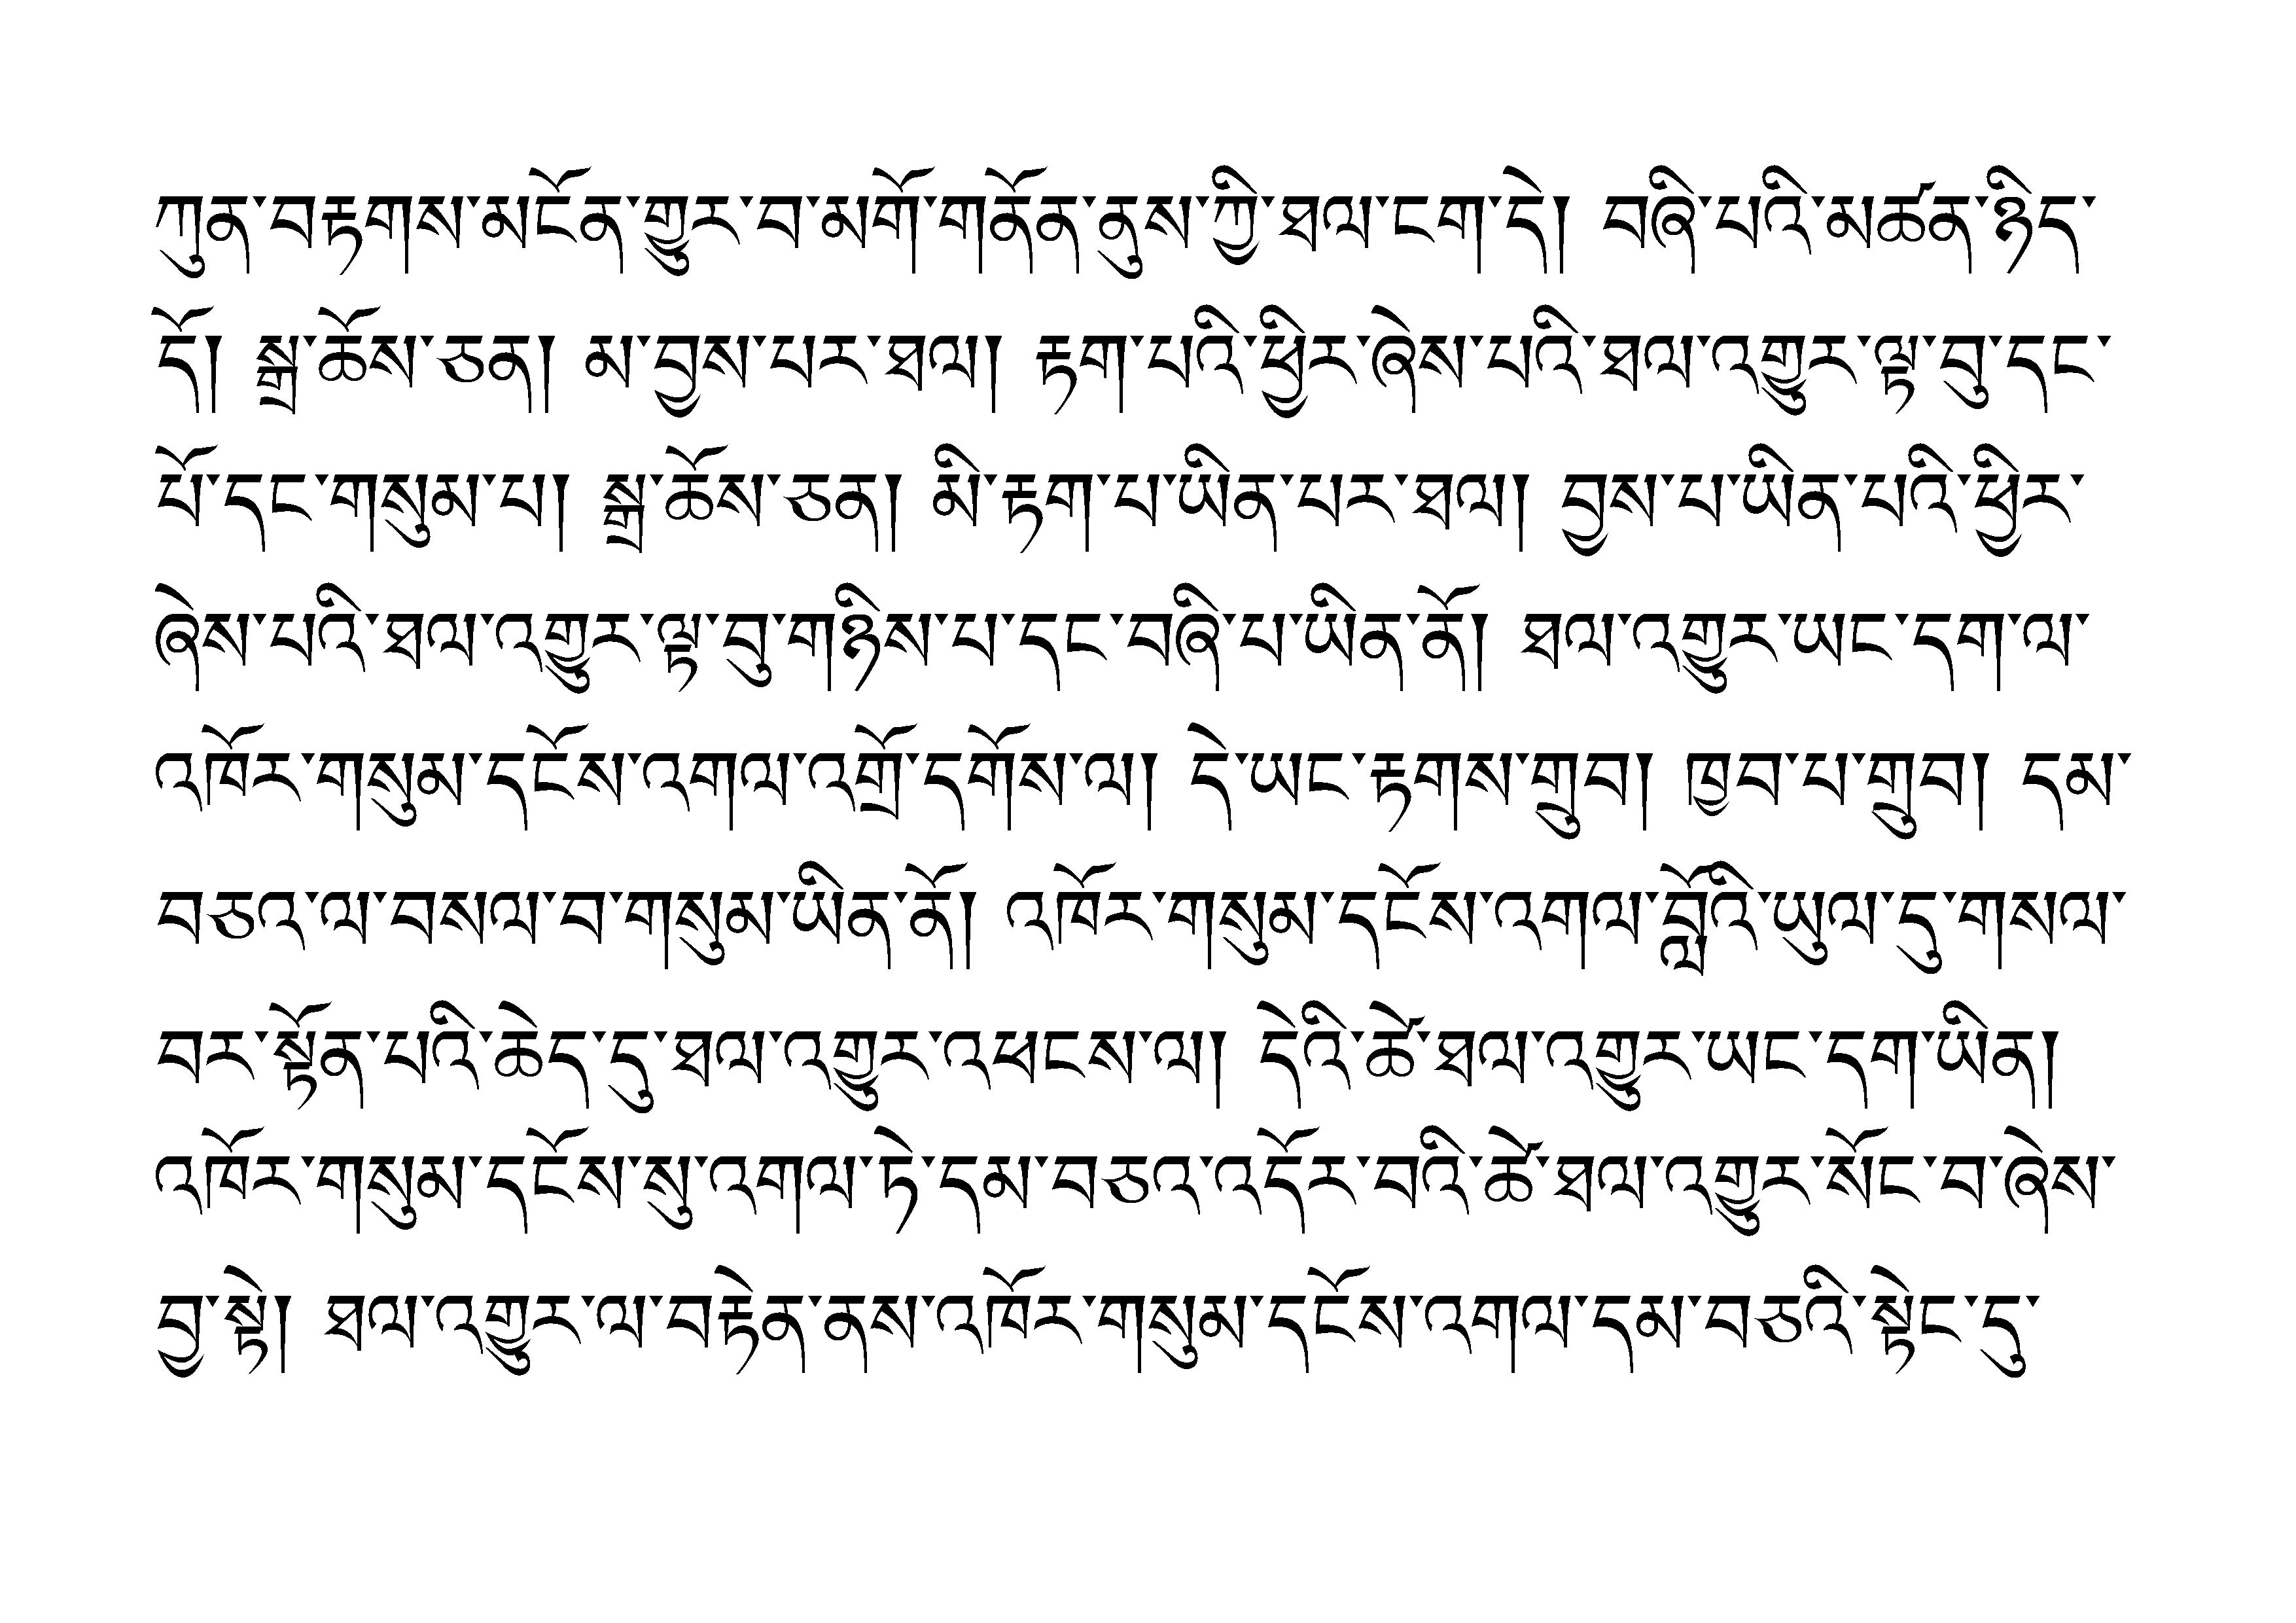 ཀུན་བརྟགས་མངོན་གྱུར་བ་མགོ་གནོན་ནུས་ཀྱི་ཐལ་ངག་དེ། བཞི་པའི་མཚན་ཉིད་
དོ། སྒྲ་ཆོས་ཅན། མ་བྱས་པར་ཐལ། རྟག་པའི་ཕྱིར་ཞེས་པའི་ཐལ་འགྱུར་ལྟ་བུ་དང་
པོ་དང་གསུམ་པ། སྒྲ་ཆོས་ཅན། མི་རྟག་པ་ཡིན་པར་ཐལ། བྱས་པ་ཡིན་པའི་ཕྱིར་
ཞེས་པའི་ཐལ་འགྱུར་ལྟ་བུ་གཉིས་པ་དང་བཞི་པ་ཡིན་ནོ། ཐལ་འགྱུར་ཡང་དག་ལ་
འཁོར་གསུམ་དངོས་འགལ་འགྲོ་དགོས་ལ། དེ་ཡང་རྟགས་གྲུབ། ཁྱབ་པ་གྲུབ། དམ་
བཅའ་ལ་བསལ་བ་གསུམ་ཡིན་ནོ། འཁོར་གསུམ་དངོས་འགལ་བློའི་ཡུལ་དུ་གསལ་
བར་སྟོན་པའི་ཆེད་དུ་ཐལ་འགྱུར་འཕངས་ལ། དེའི་ཚེ་ཐལ་འགྱུར་ཡང་དག་ཡིན།
འཁོར་གསུམ་དངོས་སུ་འགལ་ཏེ་དམ་བཅའ་འདོར་བའི་ཚེ་ཐལ་འགྱུར་སོང་བ་ཞེས་
བྱ་སྟེ། ཐལ་འགྱུར་ལ་བརྟེན་ནས་འཁོར་གསུམ་དངོས་འགལ་དམ་བཅའི་སྟེང་དུ་